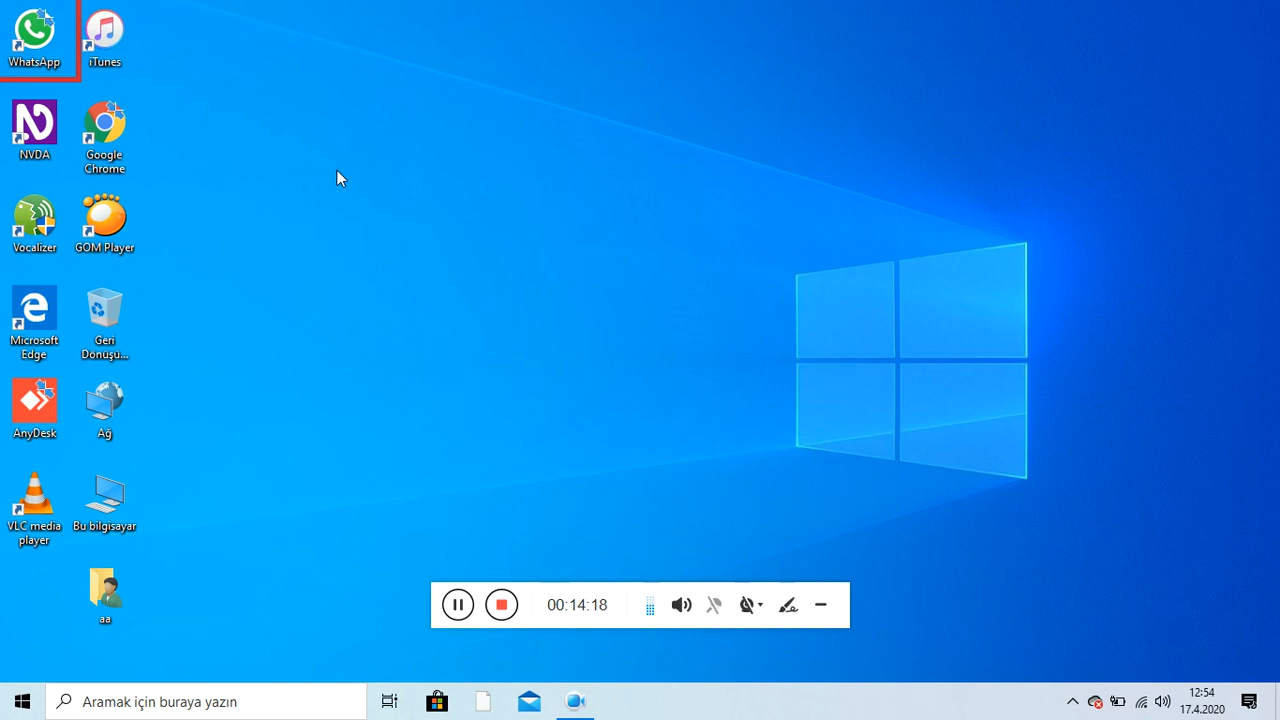 WhatsApp
iTunes
NVDA
Google
Chrome
Vocalizer
GOM Player
Microsoft
Edge
Geri
Dönüşü...
AnyDesk
Ağ
VLC media
player
Bu bilgisayar
aa
00:14:18
Aramak için buraya yazın
12:54
17.4.2020